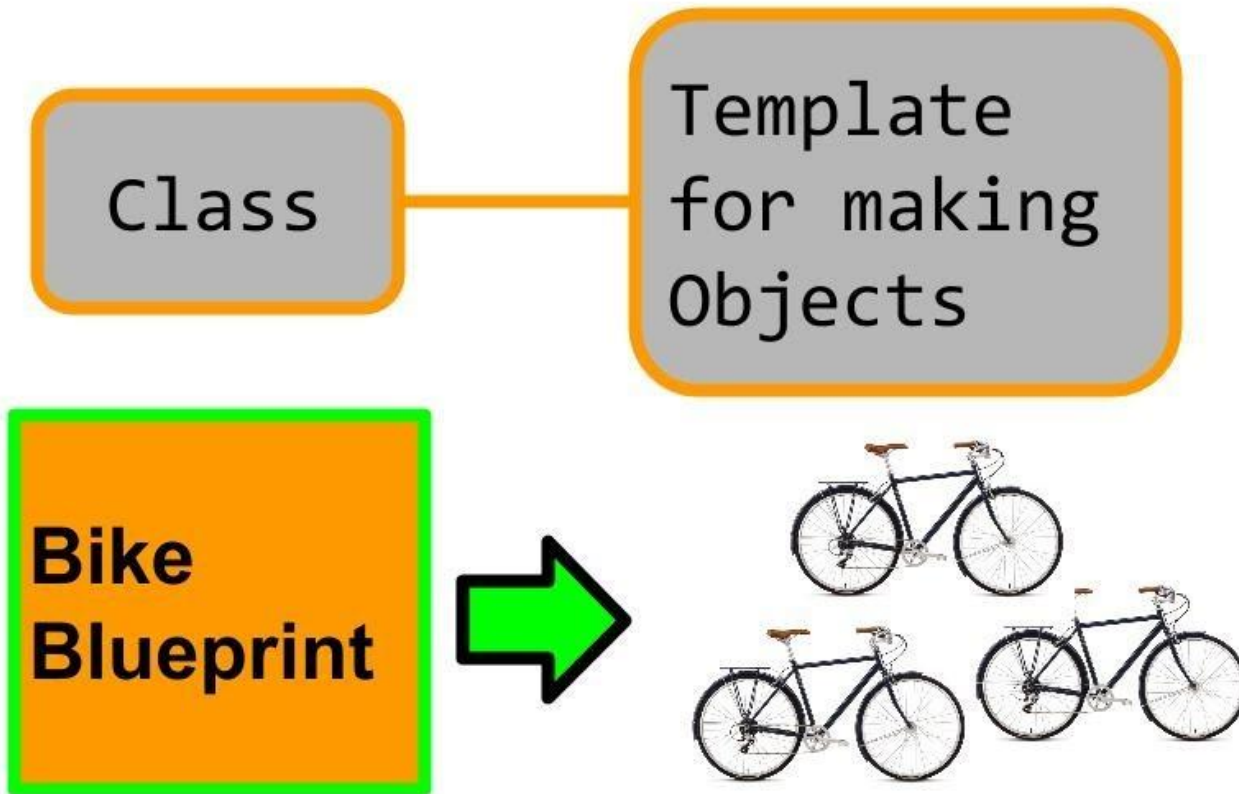 Class
Template
for making
Objects
Bike
Blueprint